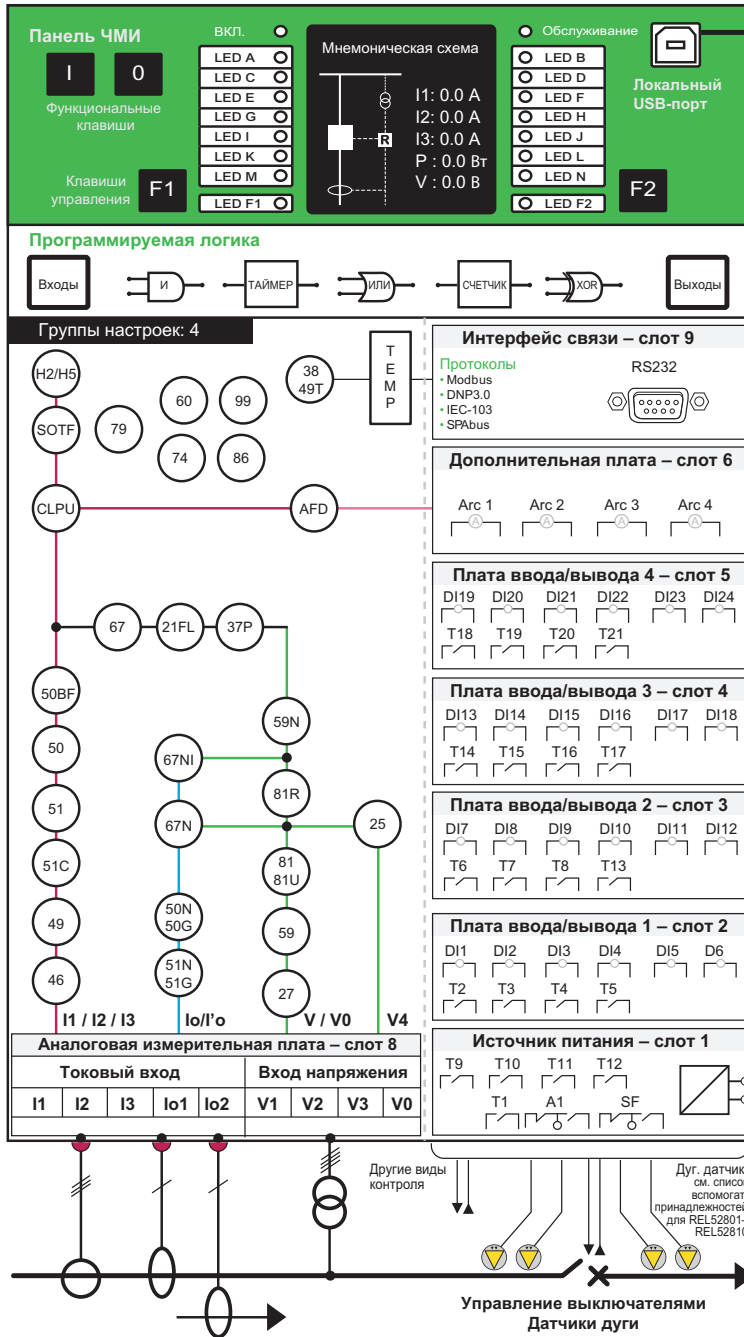 Панель ЧМИ
ВКЛ.
Обслуживание
I
0
Функциональные
клавиши
LED A
LED C
LED E
LED G
LED I
LED K
LED M
LED F1
Мнемоническая схема
I1: 0.0 A
I2: 0.0 A
R
I3: 0.0 A
P : 0.0 Вт
V : 0.0 В
LED B
LED D
LED F
LED H
LED J
LED L
LED N
LED F2
Локальный
USB-порт
Клавиши
управления
F1
F2
Программируемая логика
Входы
И
ТАЙМЕР
ИЛИ
СЧЕТЧИК
XOR
Выходы
Группы настроек: 4
H2/H5
SOTF
79
60
99
74
86
38
49T
T
E
M
P
CLPU
AFD
67
21FL
37P
50BF
50
51
51C
49
46
59N
67NI
81R
67N
25
81
81U
50N
50G
59
51N
51G
27
I1 / I2 / I3
Io/I'o
V / V0
V4
Аналоговая измерительная плата – слот 8
Токовый вход
Вход напряжения
I1
I2
I3
Io1
Io2
V1
V2
V3
V0
Интерфейс связи – слот 9
Протоколы
• Modbus
• DNP3.0
• IEC-103
• SPAbus
RS232
Дополнительная плата – слот 6
Arc 1
Arc 2
Arc 3
Arc 4
A
A
A
A
Плата ввода/вывода 4 – слот 5
DI19
DI20
DI21
DI22
DI23
DI24
T18
T19
T20
T21
Плата ввода/вывода 3 – слот 4
DI13
DI14
DI15
DI16
DI17
DI18
T14
T15
T16
T17
Плата ввода/вывода 2 – слот 3
DI7
DI8
DI9
DI10
DI11
DI12
T6
T7
T8
T13
Плата ввода/вывода 1 – слот 2
DI1
DI2
DI3
DI4
DI5
D6
T2
T3
T4
T5
Источник питания – слот 1
T9
T10
T11
T12
T1
A1
SF
Другие виды
контроля
Дуг. датчик
см. список
вспомогат
принадлежностей
для REL52801-
REL52810
Управление выключателями
Датчики дуги